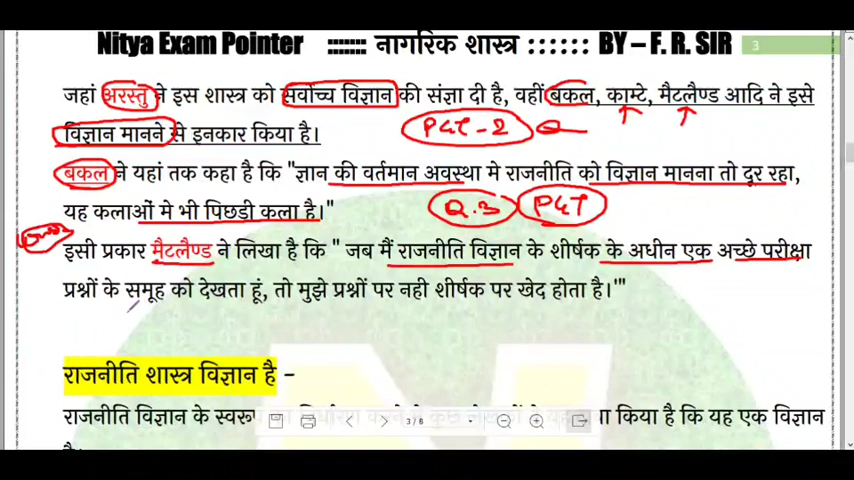 Nitya Exam Pointer ::::::: नागरिक शास्त्र :::::: BY – F. R. SIR 3
जहां अरस्तु ने इस शास्त्र को सर्वोच्च विज्ञान की संज्ञा दी है, वहीं बकल, काम्टे, मैटलैण्ड आदि ने इसे
विज्ञान मानने से इनकार किया है।
PGT-2
बकल ने यहां तक कहा है कि "ज्ञान की वर्तमान अवस्था मे राजनीति को विज्ञान मानना तो दूर रहा,
यह कलाओं मे भी पिछडी कला है।"
Q.3 PGT
इसी प्रकार मैटलैण्ड ने लिखा है कि " जब मैं राजनीति विज्ञान के शीर्षक के अधीन एक अच्छे परीक्षा
प्रश्नों के समूह को देखता हूं, तो मुझे प्रश्नों पर नही शीर्षक पर खेद होता है।'"
राजनीति शास्त्र विज्ञान है –
राजनीति विज्ञान के स्वरूप का किया है कि यह एक विज्ञान
3/6